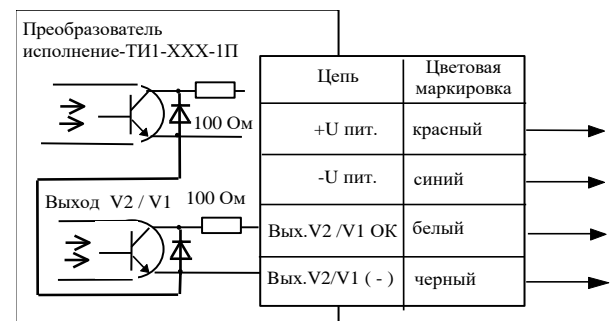 Преобразователь
исполнение-ТИ1-ХХХ-1П
Цепь
Цветовая
маркировка
100 Ом
+U пит.
красный
-U пит.
синий
Выход V2 / V1
100 Ом
Вых.V2 /V1 ОК
белый
Вых.V2/V1 ( - )
черный